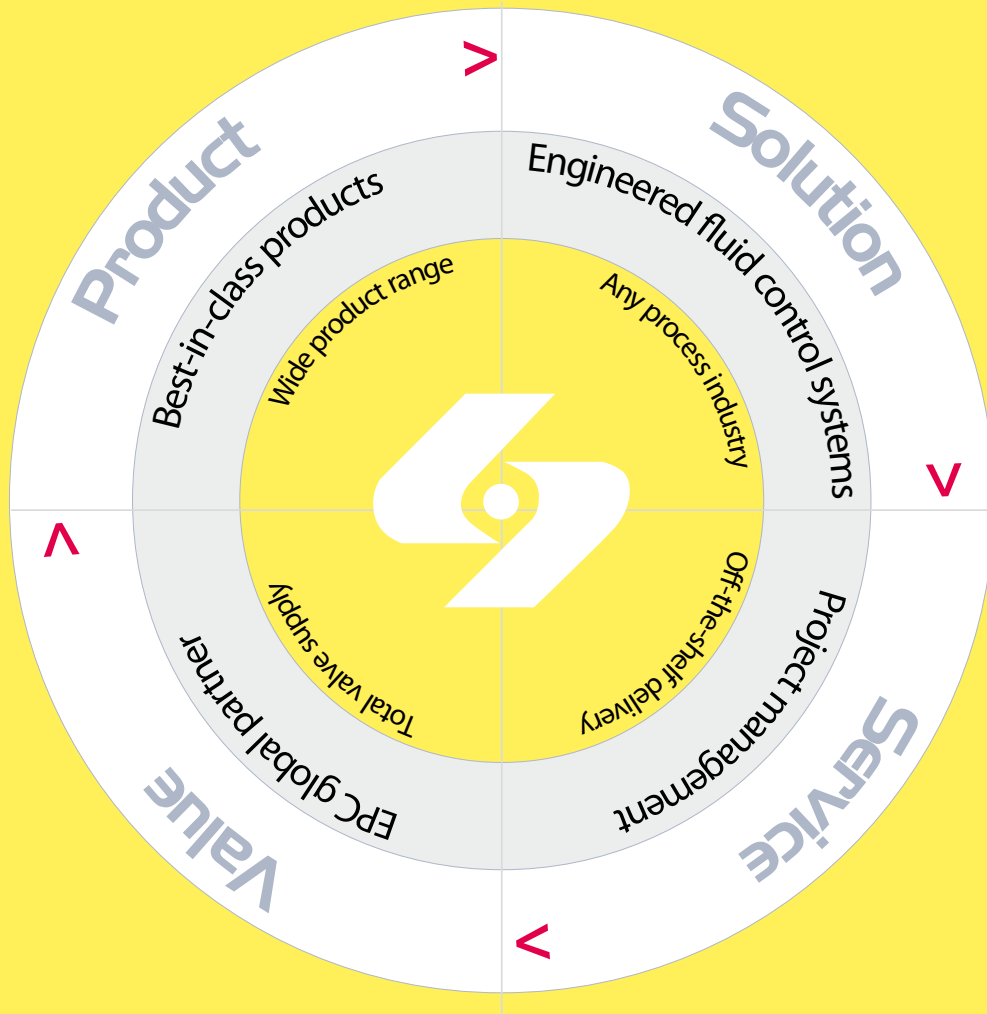 Product
Best-in-class products
Wide product range
Solution
Engineered fluid control systems
Any process industry
Service
Project management
Off-the-shelf delivery
Value
EPC global partner
Total valve supply